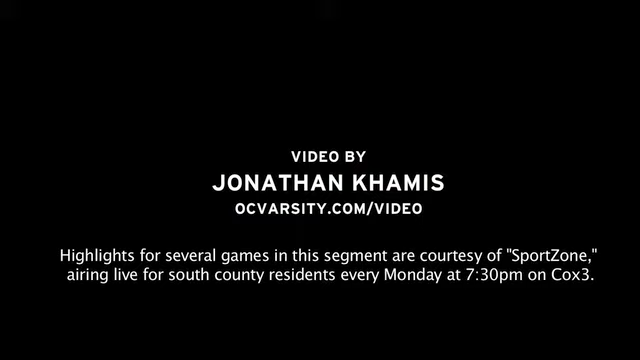 VIDEO BY
JONATHAN KHAMIS
OCVARSITY.COM/VIDEO
Highlights for several games in this segment are courtesy of "SportZone,"
airing live for south county residents every Monday at 7:30pm on Cox3.